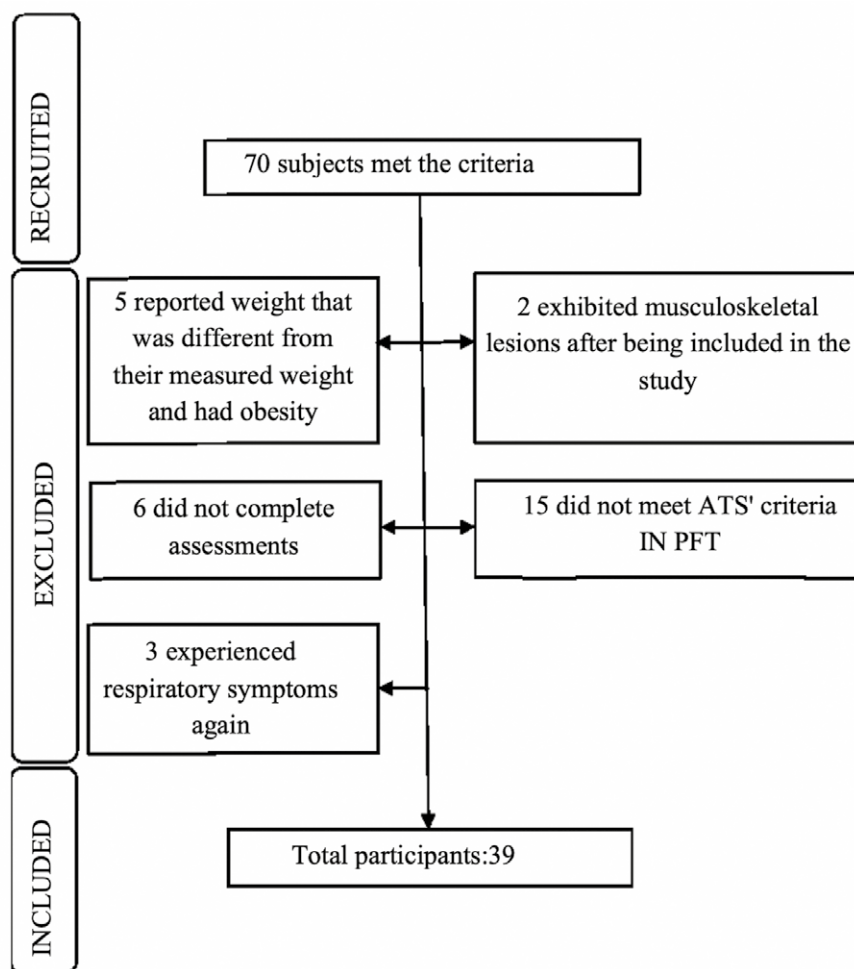 RECRUITED
70 subjects met the criteria
EXCLUDED
5 reported weight that
was different from
their measured weight
and had obesity
2 exhibited musculoskeletal
lesions after being included in the
study
6 did not complete
assessments
15 did not meet ATS' criteria
IN PFT
3 experienced
respiratory symptoms
again
INCLUDED
Total participants:39